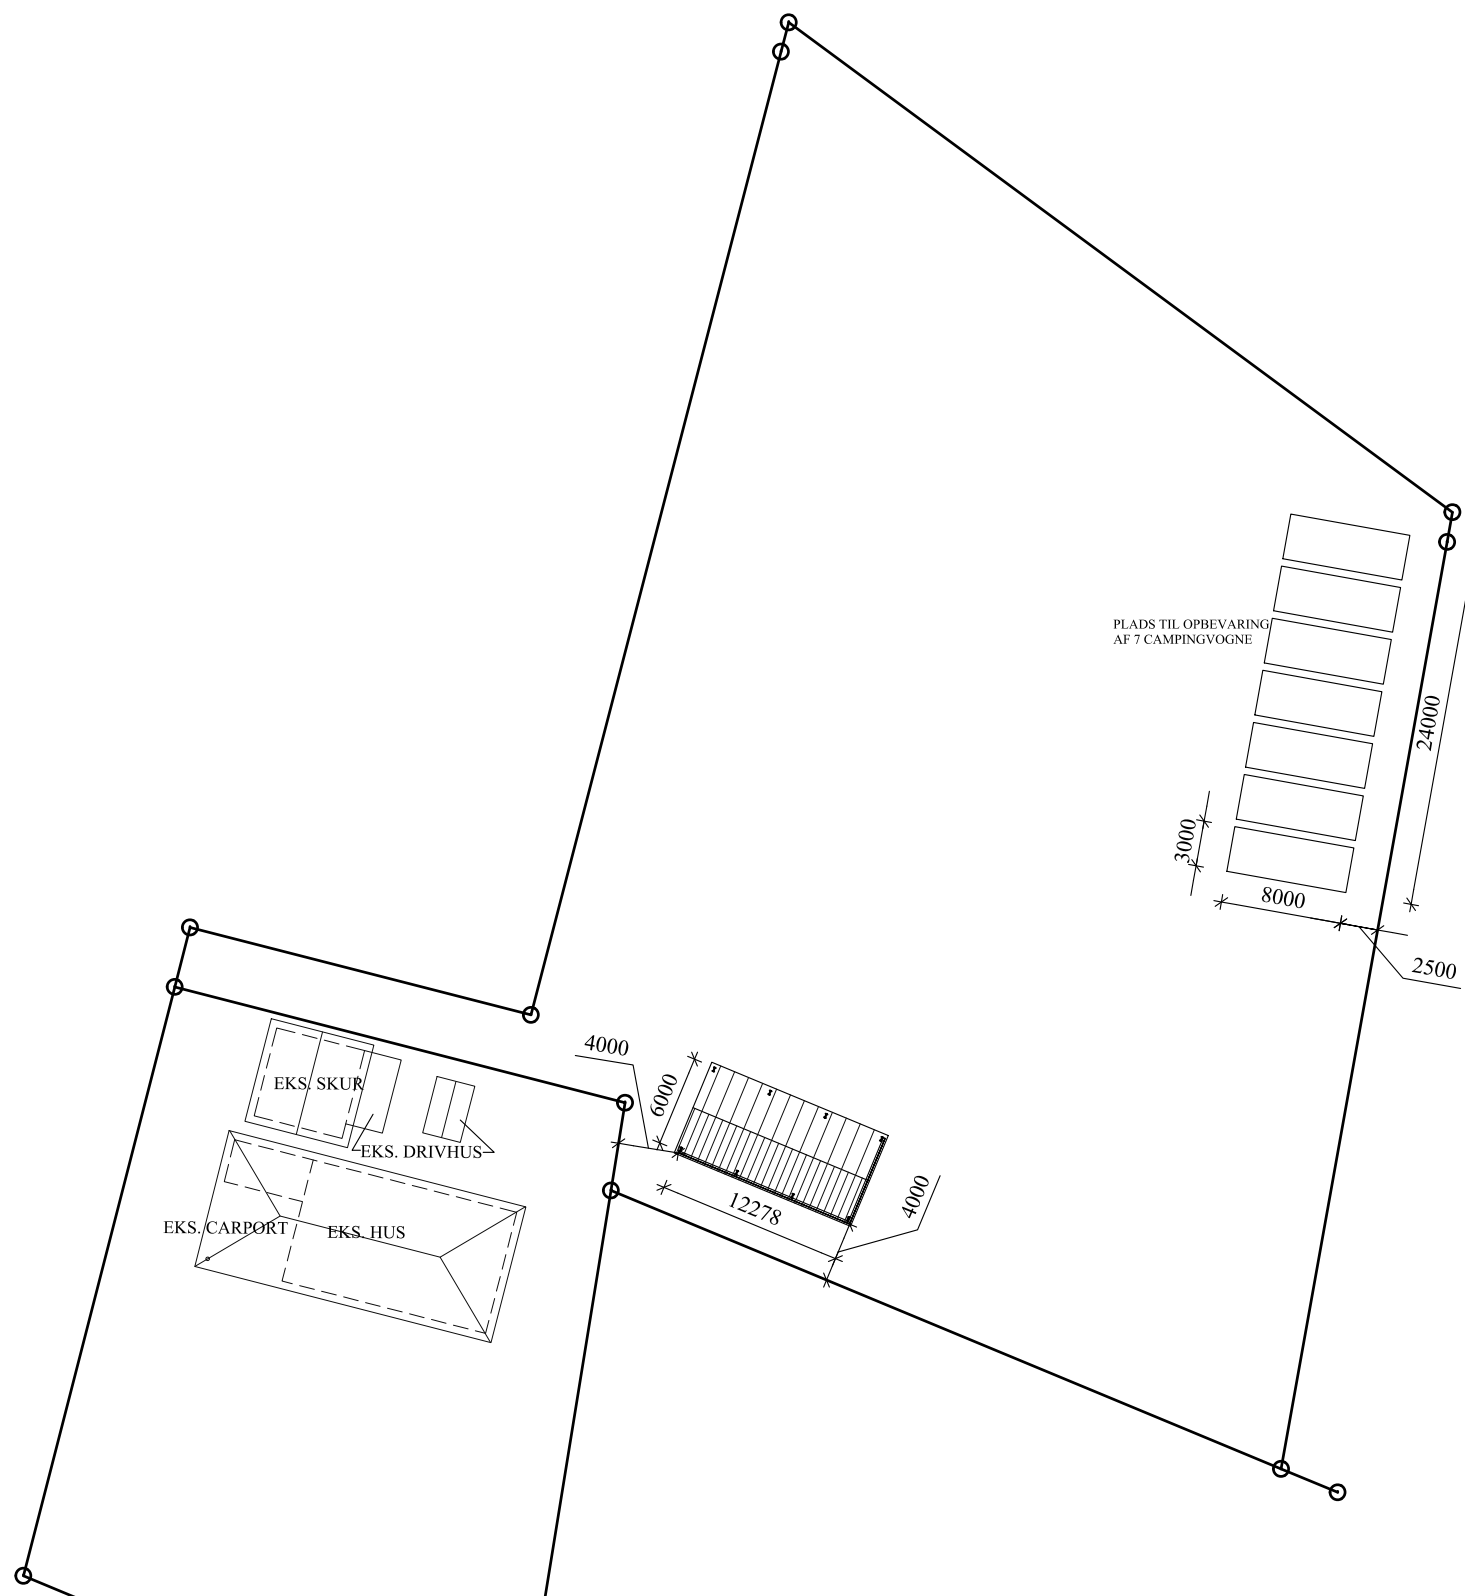 PLADS TIL OPBEVARING
AF 7 CAMPINGVOGNE
24000
3000
8000
2500
4000
6000
EKS. SKUR
EKS. DRIVHUS
12278
4000
EKS. CARPORT
EKS. HUS